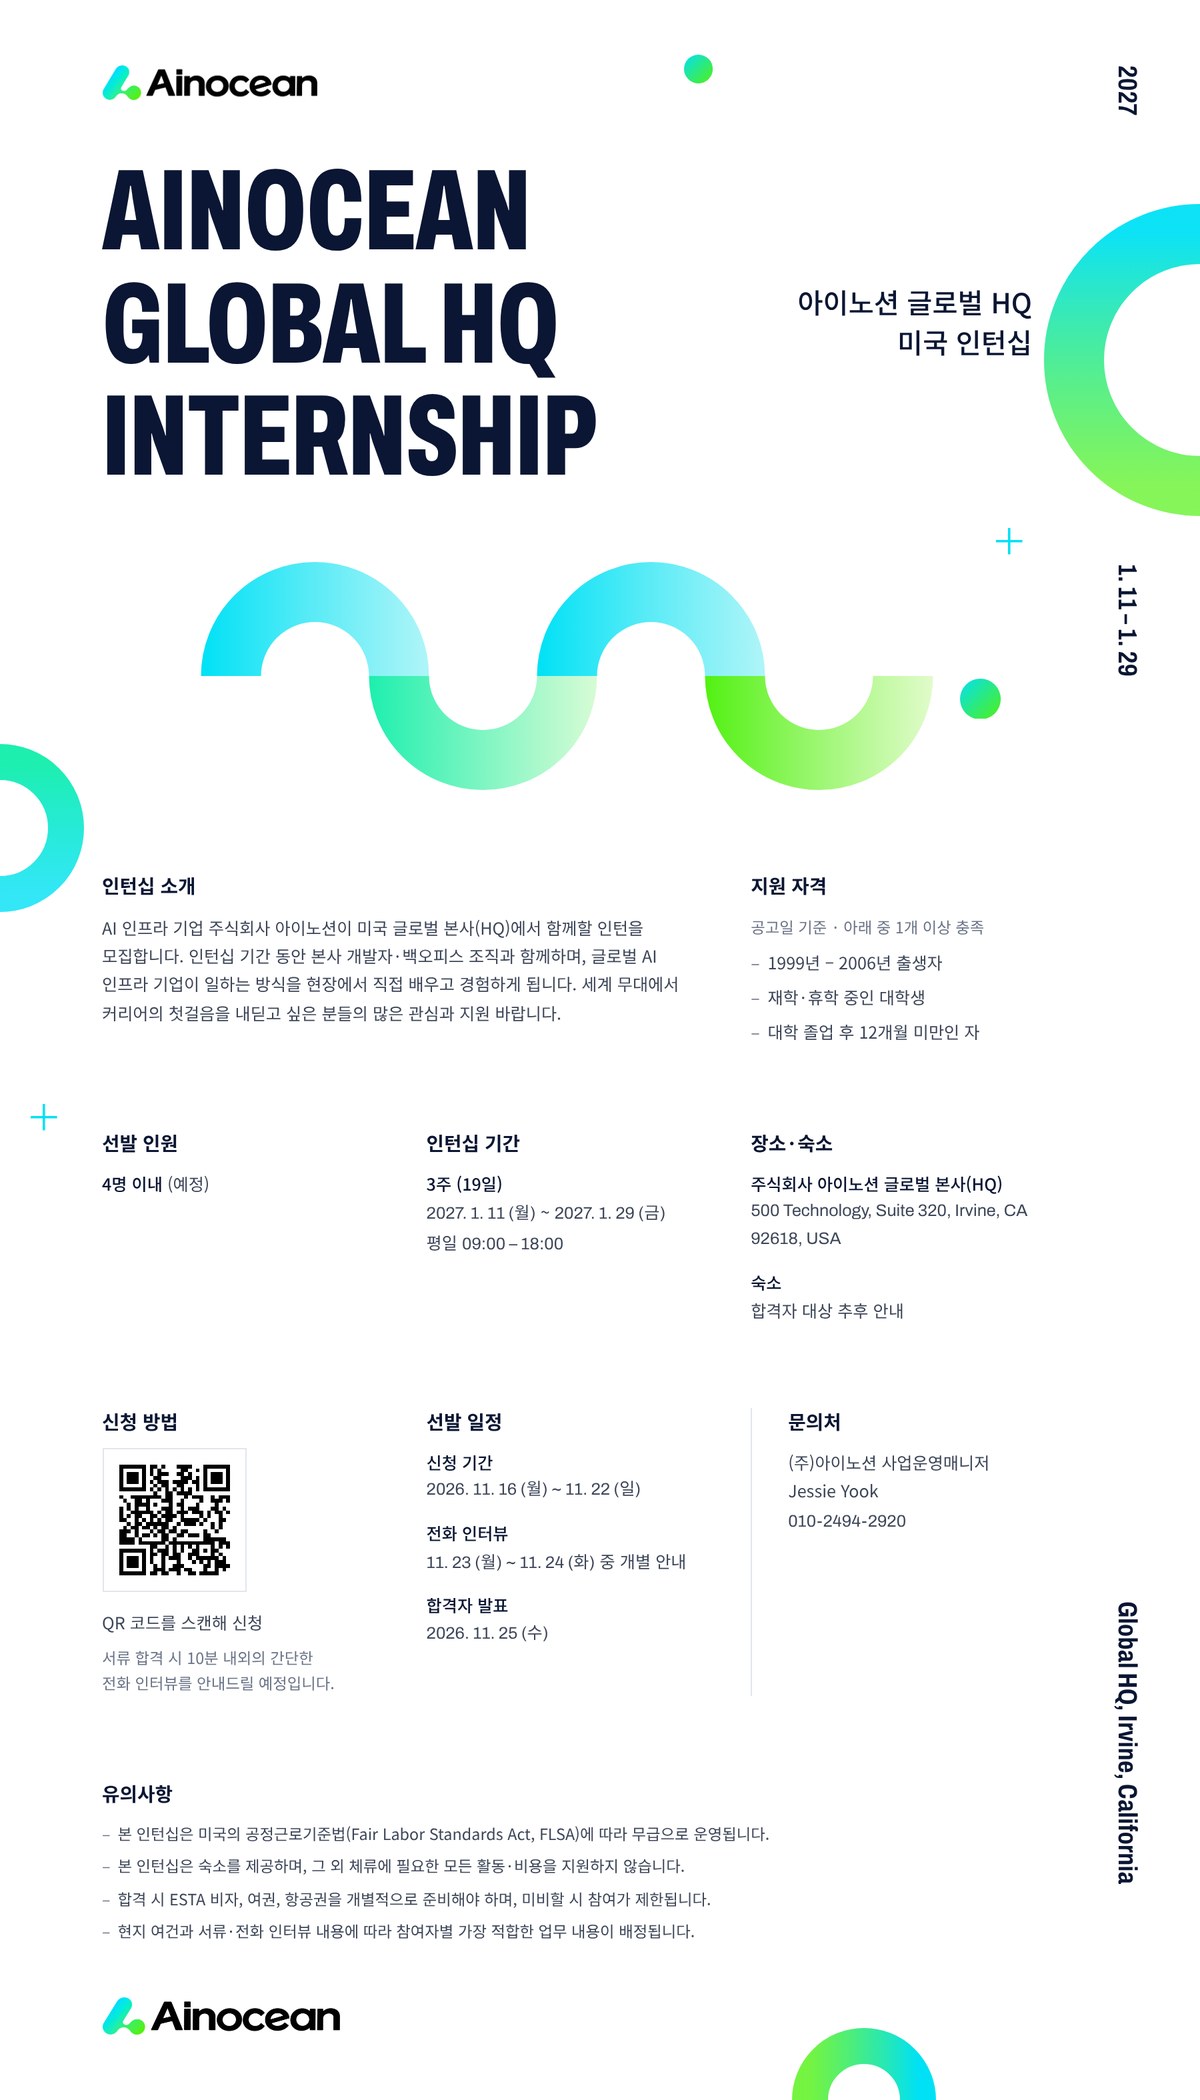 Ainocean
2027
AINOCEAN
GLOBAL HQ
INTERNSHIP
아이노션 글로벌 HQ
미국 인턴십
1. 11 – 1. 29
인턴십 소개
AI 인프라 기업 주식회사 아이노션이 미국 글로벌 본사(HQ)에서 함께할 인턴을
모집합니다. 인턴십 기간 동안 본사 개발자·백오피스 조직과 함께하며, 글로벌 AI
인프라 기업이 일하는 방식을 현장에서 직접 배우고 경험하게 됩니다. 세계 무대에서
커리어의 첫걸음을 내딛고 싶은 분들의 많은 관심과 지원 바랍니다.
지원 자격
공고일 기준 · 아래 중 1개 이상 충족
– 1999년 – 2006년 출생자
– 재학·휴학 중인 대학생
– 대학 졸업 후 12개월 미만인 자
선발 인원
4명 이내 (예정)
인턴십 기간
3주 (19일)
2027. 1. 11 (월) ~ 2027. 1. 29 (금)
평일 09:00 – 18:00
장소·숙소
주식회사 아이노션 글로벌 본사(HQ)
500 Technology, Suite 320, Irvine, CA
92618, USA
숙소
합격자 대상 추후 안내
신청 방법
QR 코드를 스캔해 신청
서류 합격 시 10분 내외의 간단한
전화 인터뷰를 안내드릴 예정입니다.
선발 일정
신청 기간
2026. 11. 16 (월) ~ 11. 22 (일)
전화 인터뷰
11. 23 (월) ~ 11. 24 (화) 중 개별 안내
합격자 발표
2026. 11. 25 (수)
문의처
(주)아이노션 사업운영매니저
Jessie Yook
010-2494-2920
Global HQ, Irvine, California
유의사항
– 본 인턴십은 미국의 공정근로기준법(Fair Labor Standards Act, FLSA)에 따라 무급으로 운영됩니다.
– 본 인턴십은 숙소를 제공하며, 그 외 체류에 필요한 모든 활동·비용을 지원하지 않습니다.
– 합격 시 ESTA 비자, 여권, 항공권을 개별적으로 준비해야 하며, 미비할 시 참여가 제한됩니다.
– 현지 여건과 서류·전화 인터뷰 내용에 따라 참여자별 가장 적합한 업무 내용이 배정됩니다.
Ainocean